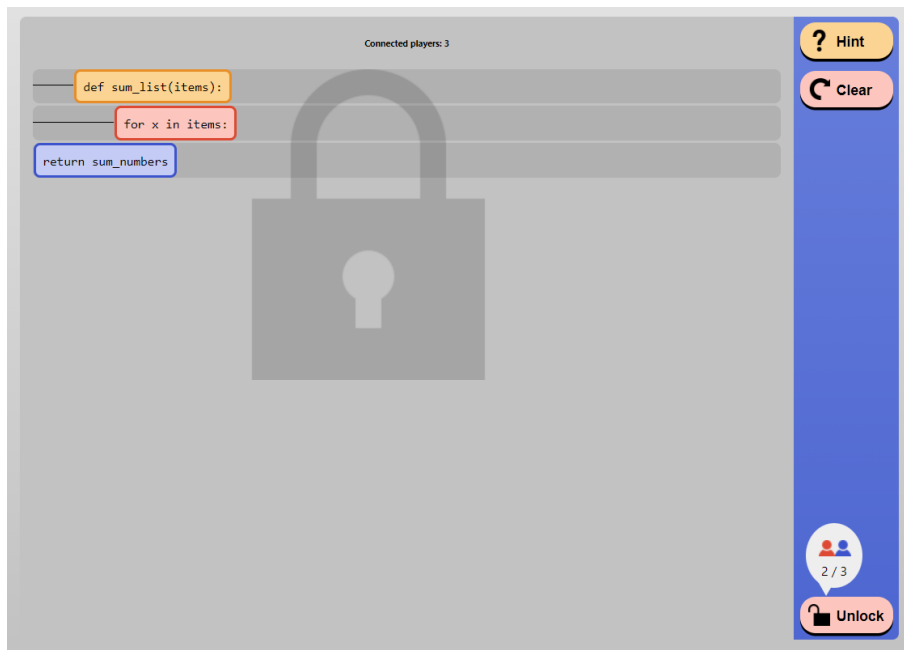 Connected players: 3
? Hint
Clear
def sum_list(items):
for x in items:
return sum_numbers
2 / 3
Unlock